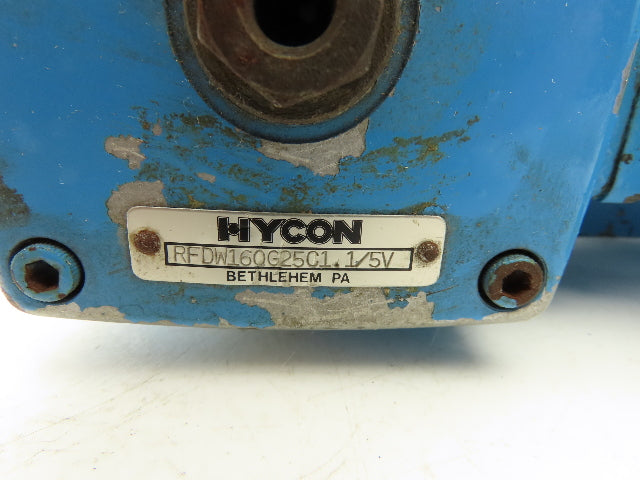 HYCON
RFDW160G25C1.1/5V
BETHLEHEM PA